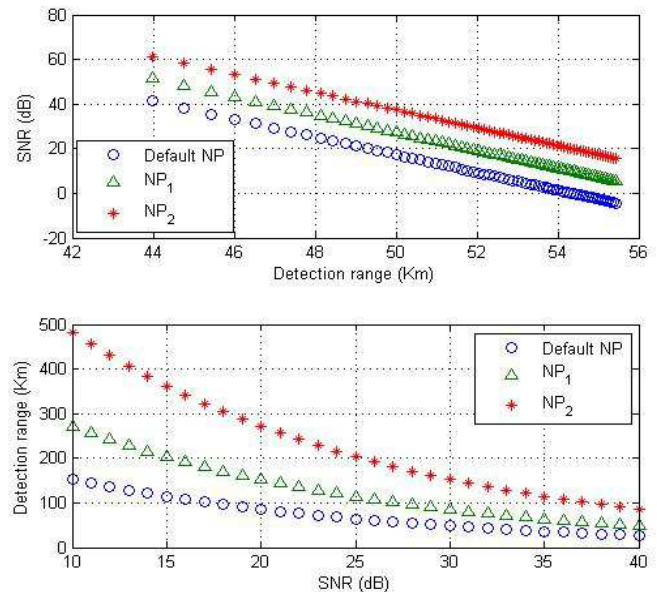 80
60
40
20
0
-20
SNR (dB)
Default NP
NP1
NP2
42 44 46 48 50 52 54 56
Detection range (Km)
500
400
300
200
100
0
Detection range (Km)
Default NP
NP1
NP2
10 15 20 25 30 35 40
SNR (dB)